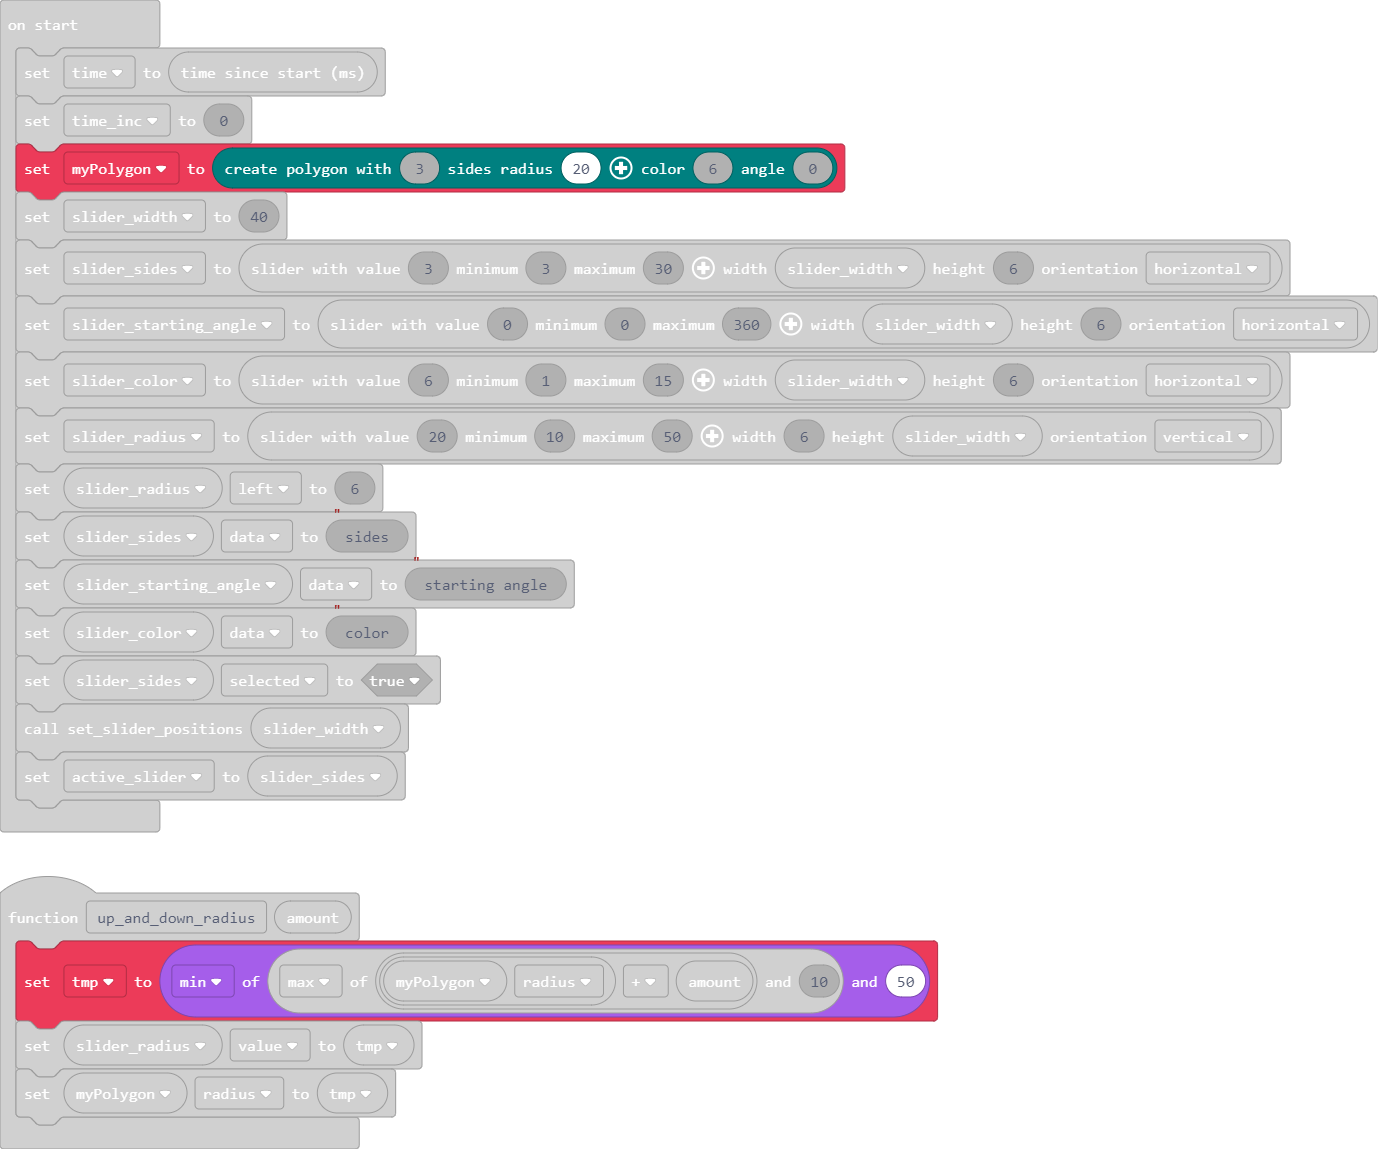 on start
set time to time since start (ms)
set time_inc to 0
set myPolygon to create polygon with 3 sides radius 20 color 6 angle 0
set slider_width to 40
set slider_sides to slider with value 3 minimum 3 maximum 30 width slider_width height 6 orientation horizontal
set slider_starting_angle to slider with value 0 minimum 0 maximum 360 width slider_width height 6 orientation horizontal
set slider_color to slider with value 6 minimum 1 maximum 15 width slider_width height 6 orientation horizontal
set slider_radius to slider with value 20 minimum 10 maximum 50 width 6 height slider_width orientation vertical
set slider_radius left to 6
set slider_sides data to " sides
set slider_starting_angle data to " starting angle
set slider_color data to " color
set slider_sides selected to true
call set_slider_positions slider_width
set active_slider to slider_sides
function up_and_down_radius amount
set tmp to min of max of myPolygon radius + amount and 10 and 50
set slider_radius value to tmp
set myPolygon radius to tmp